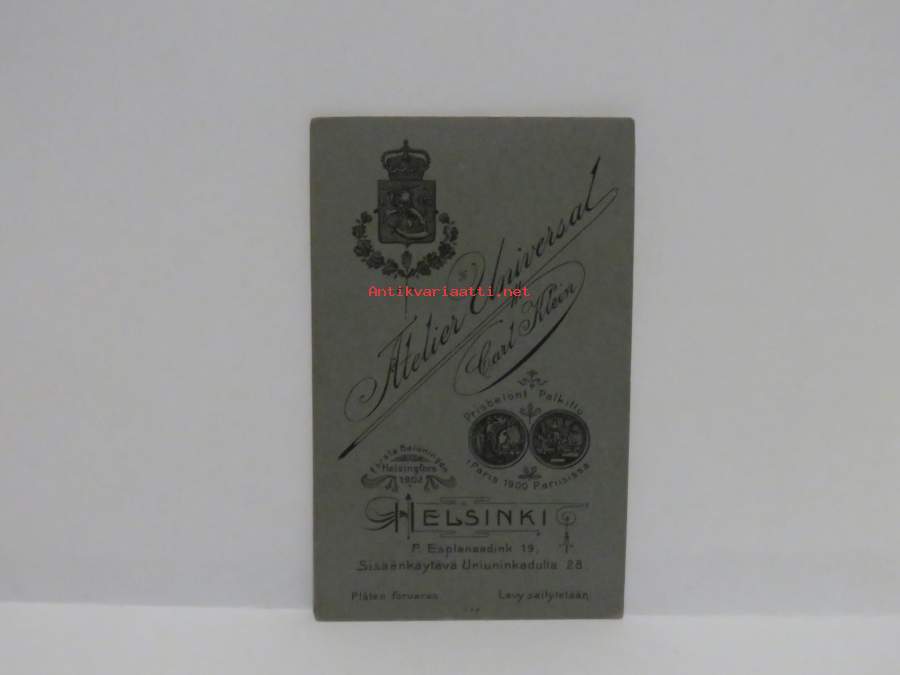 Atelier Universal
Antikvariaatti.net
Carl Klein
Prisbelönt Palkittu
i Paris 1900 Pariisissa
Första Belöningen
Helsingfors
HELSINKI
P. Esplanaadink 19,
Sisäänkäytävä Uniuninkadulla 28
Plåten förvaras
Levy säilytetään